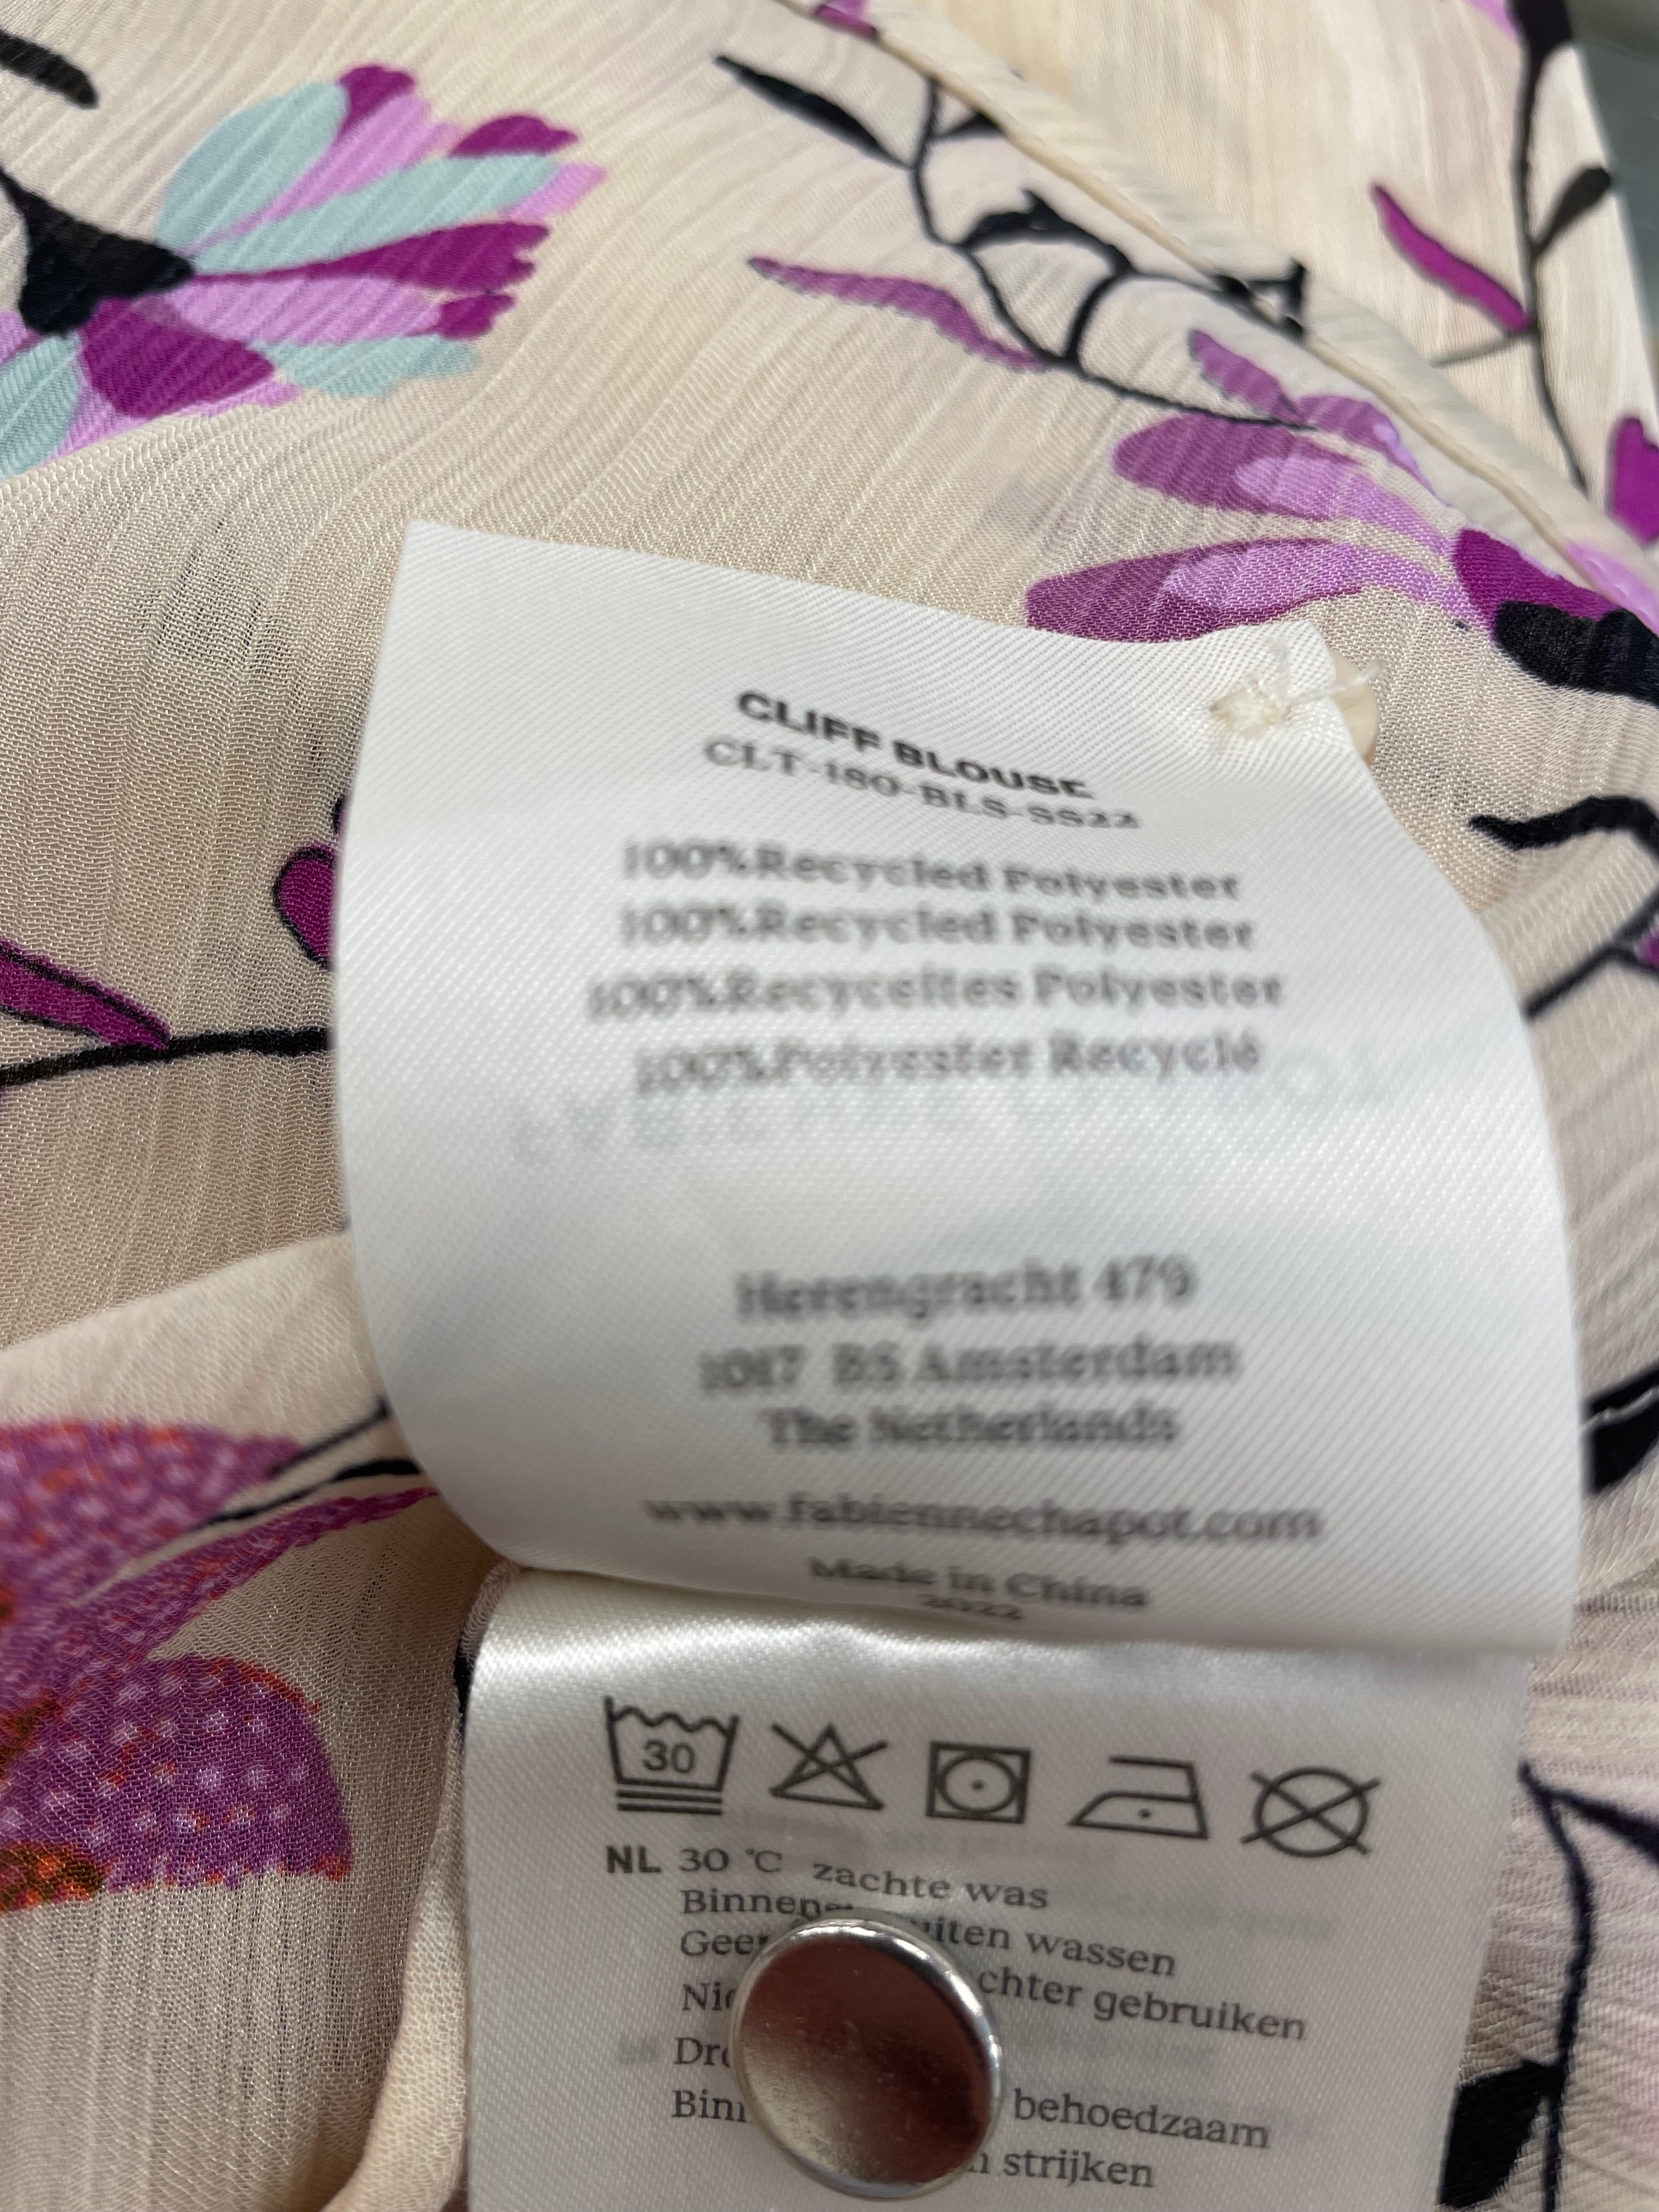 CLIFF BLOUSE
CLT-180-BLS-SS22
100%Recycled Polyester
100%Recycled Polyester
100%Recyceltes Polyester
100%Polyester Recyclé
Herengracht 479
1017 BS Amsterdam
The Netherlands
www.fabiennechapot.com
Made in China
2022
30
NL 30 °C zachte was
wassen
gebruiken
behoedzaam
strijken